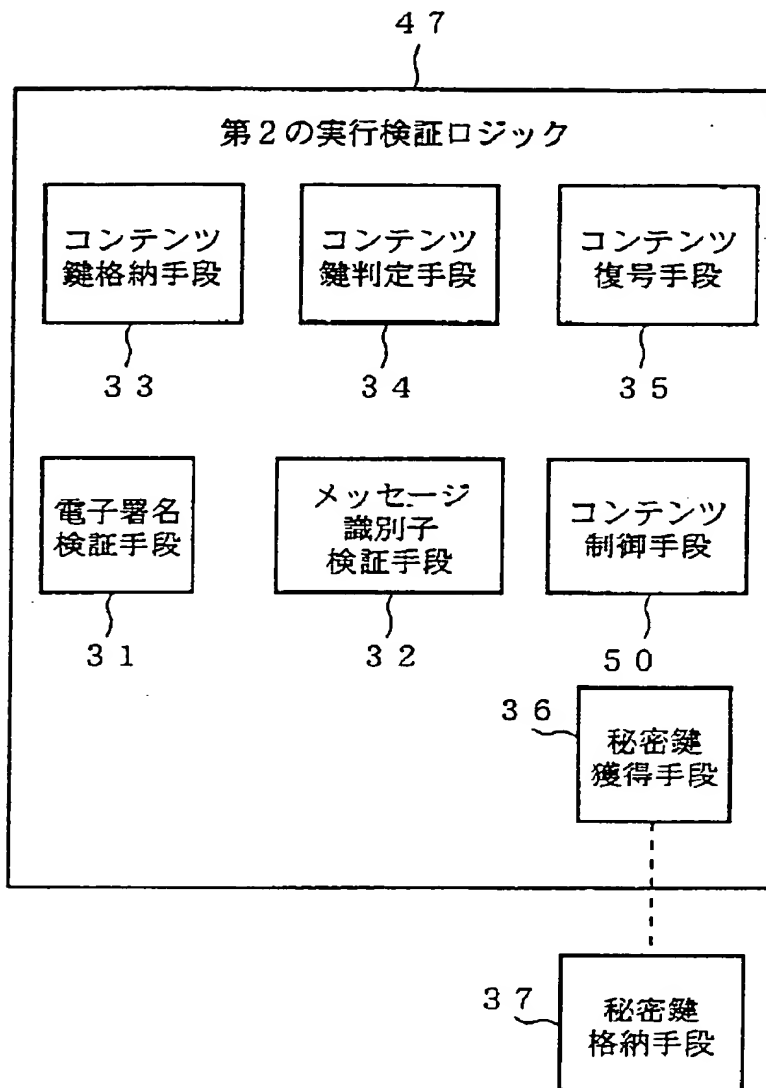 ４７
第２の実行検証ロジック
コンテンツ
鍵格納手段
３３
コンテンツ
鍵判定手段
３４
コンテンツ
復号手段
３５
電子署名
検証手段
３１
メッセージ
識別子
検証手段
３２
コンテンツ
制御手段
５０
３６
秘密鍵
獲得手段
３７
秘密鍵
格納手段